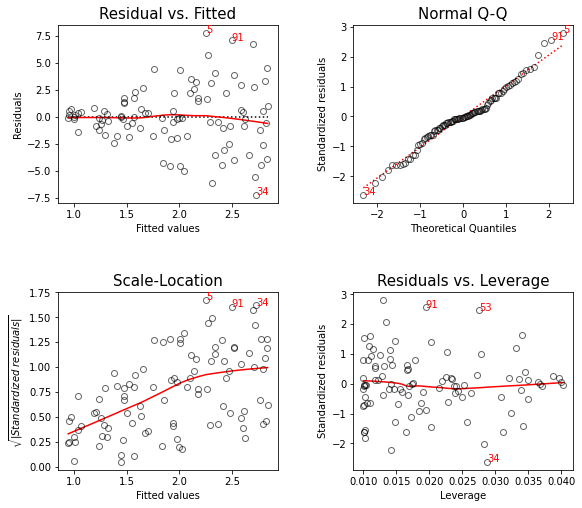 Residual vs. Fitted
Normal Q-Q
7.5
5.0
2.5
0.0
−2.5
−5.0
−7.5
Residuals
5
91
34
1.0 1.5 2.0 2.5
Fitted values
3
2
1
0
−1
−2
Standardized residuals
5
91
34
−2 −1 0 1 2
Theoretical Quantiles
Scale-Location
Residuals vs. Leverage
1.75
1.50
1.25
1.00
0.75
0.50
0.25
0.00
√|Standardized residuals|
5
91
34
1.0 1.5 2.0 2.5
Fitted values
3
2
1
0
−1
−2
Standardized residuals
91
53
34
0.010 0.015 0.020 0.025 0.030 0.035 0.040
Leverage